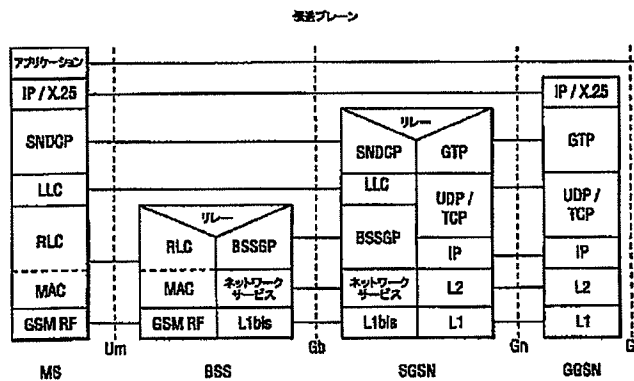 伝送プレーン
アプリケーション
IP / X.25
SNDCP
LLC
RLC
MAC
GSM RF
MS
Um
リレー
RLC
BSSGP
MAC
ネットワーク
サービス
GSM RF
L1bis
BSS
Gb
リレー
SNDCP
GTP
LLC
UDP /
TCP
BSSGP
IP
ネットワーク
サービス
L2
L1bis
L1
SGSN
Gn
IP / X.25
GTP
UDP /
TCP
IP
L2
L1
GGSN
G